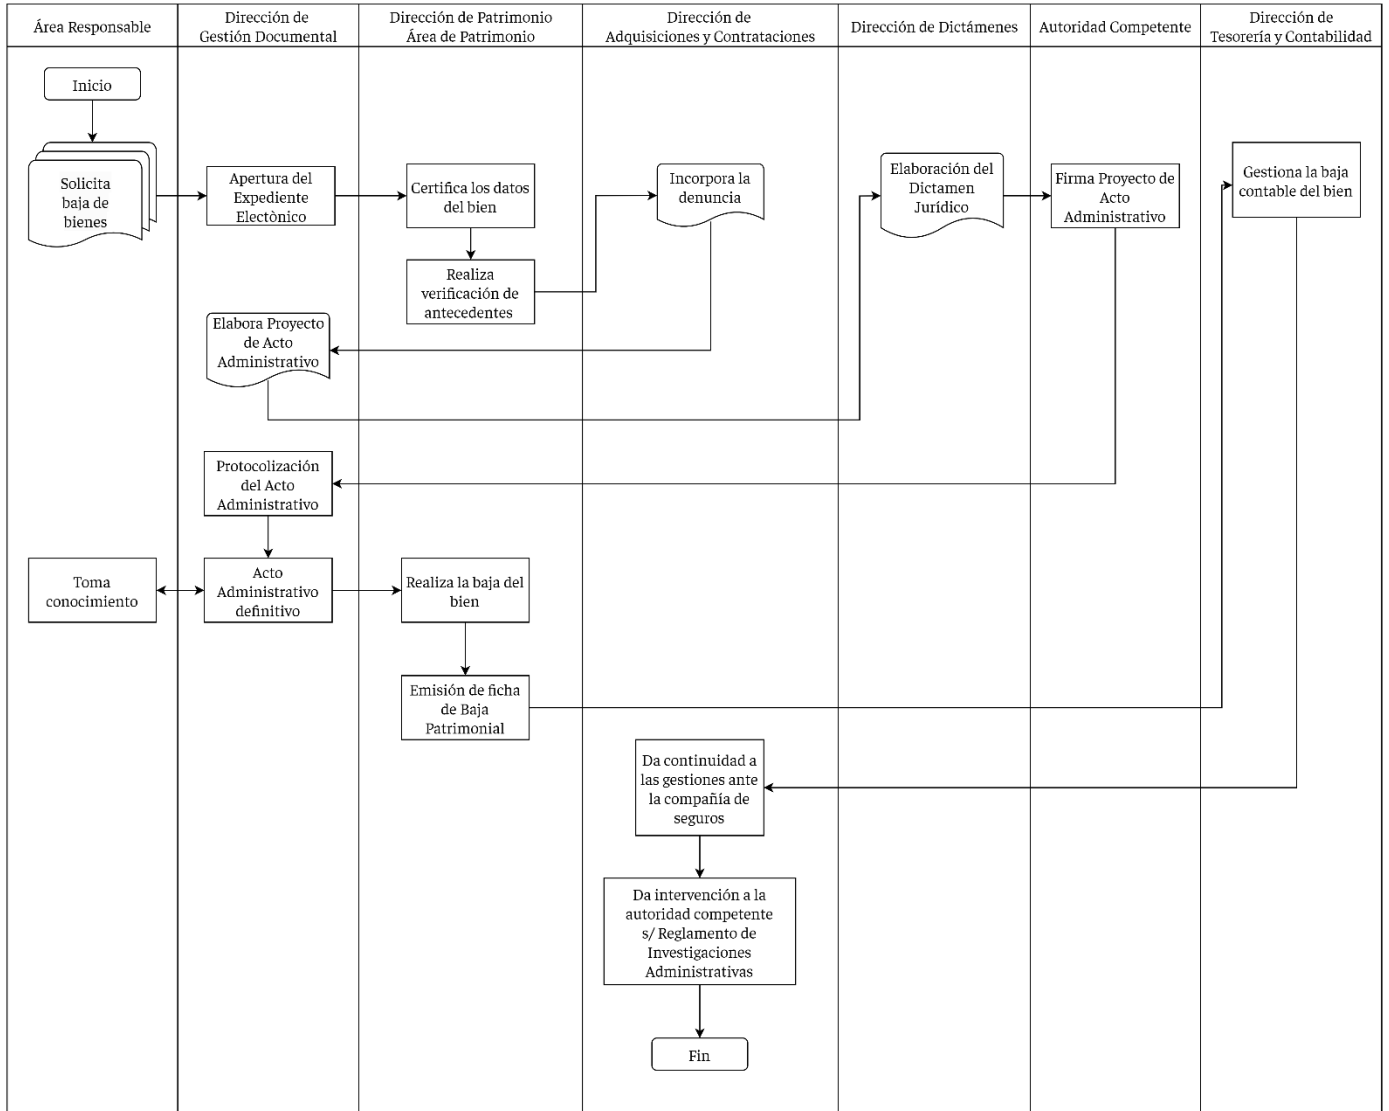 Área Responsable
Dirección de
Gestión Documental
Dirección de Patrimonio
Área de Patrimonio
Dirección de
Adquisiciones y Contrataciones
Dirección de Dictámenes
Autoridad Competente
Dirección de
Tesorería y Contabilidad
Inicio
Solicita
baja de
bienes
Apertura del
Expediente
Electrònico
Certifica los datos
del bien
Realiza
verificación de
antecedentes
Incorpora la
denuncia
Elabora Proyecto
de Acto
Administrativo
Elaboración del
Dictamen
Jurídico
Firma Proyecto de
Acto
Administrativo
Protocolización
del Acto
Administrativo
Acto
Administrativo
definitivo
Toma
conocimiento
Realiza la baja del
bien
Emisión de ficha
de Baja
Patrimonial
Gestiona la baja
contable del bien
Da continuidad a
las gestiones ante
la compañía de
seguros
Da intervención a la
autoridad competente
s/ Reglamento de
Investigaciones
Administrativas
Fin